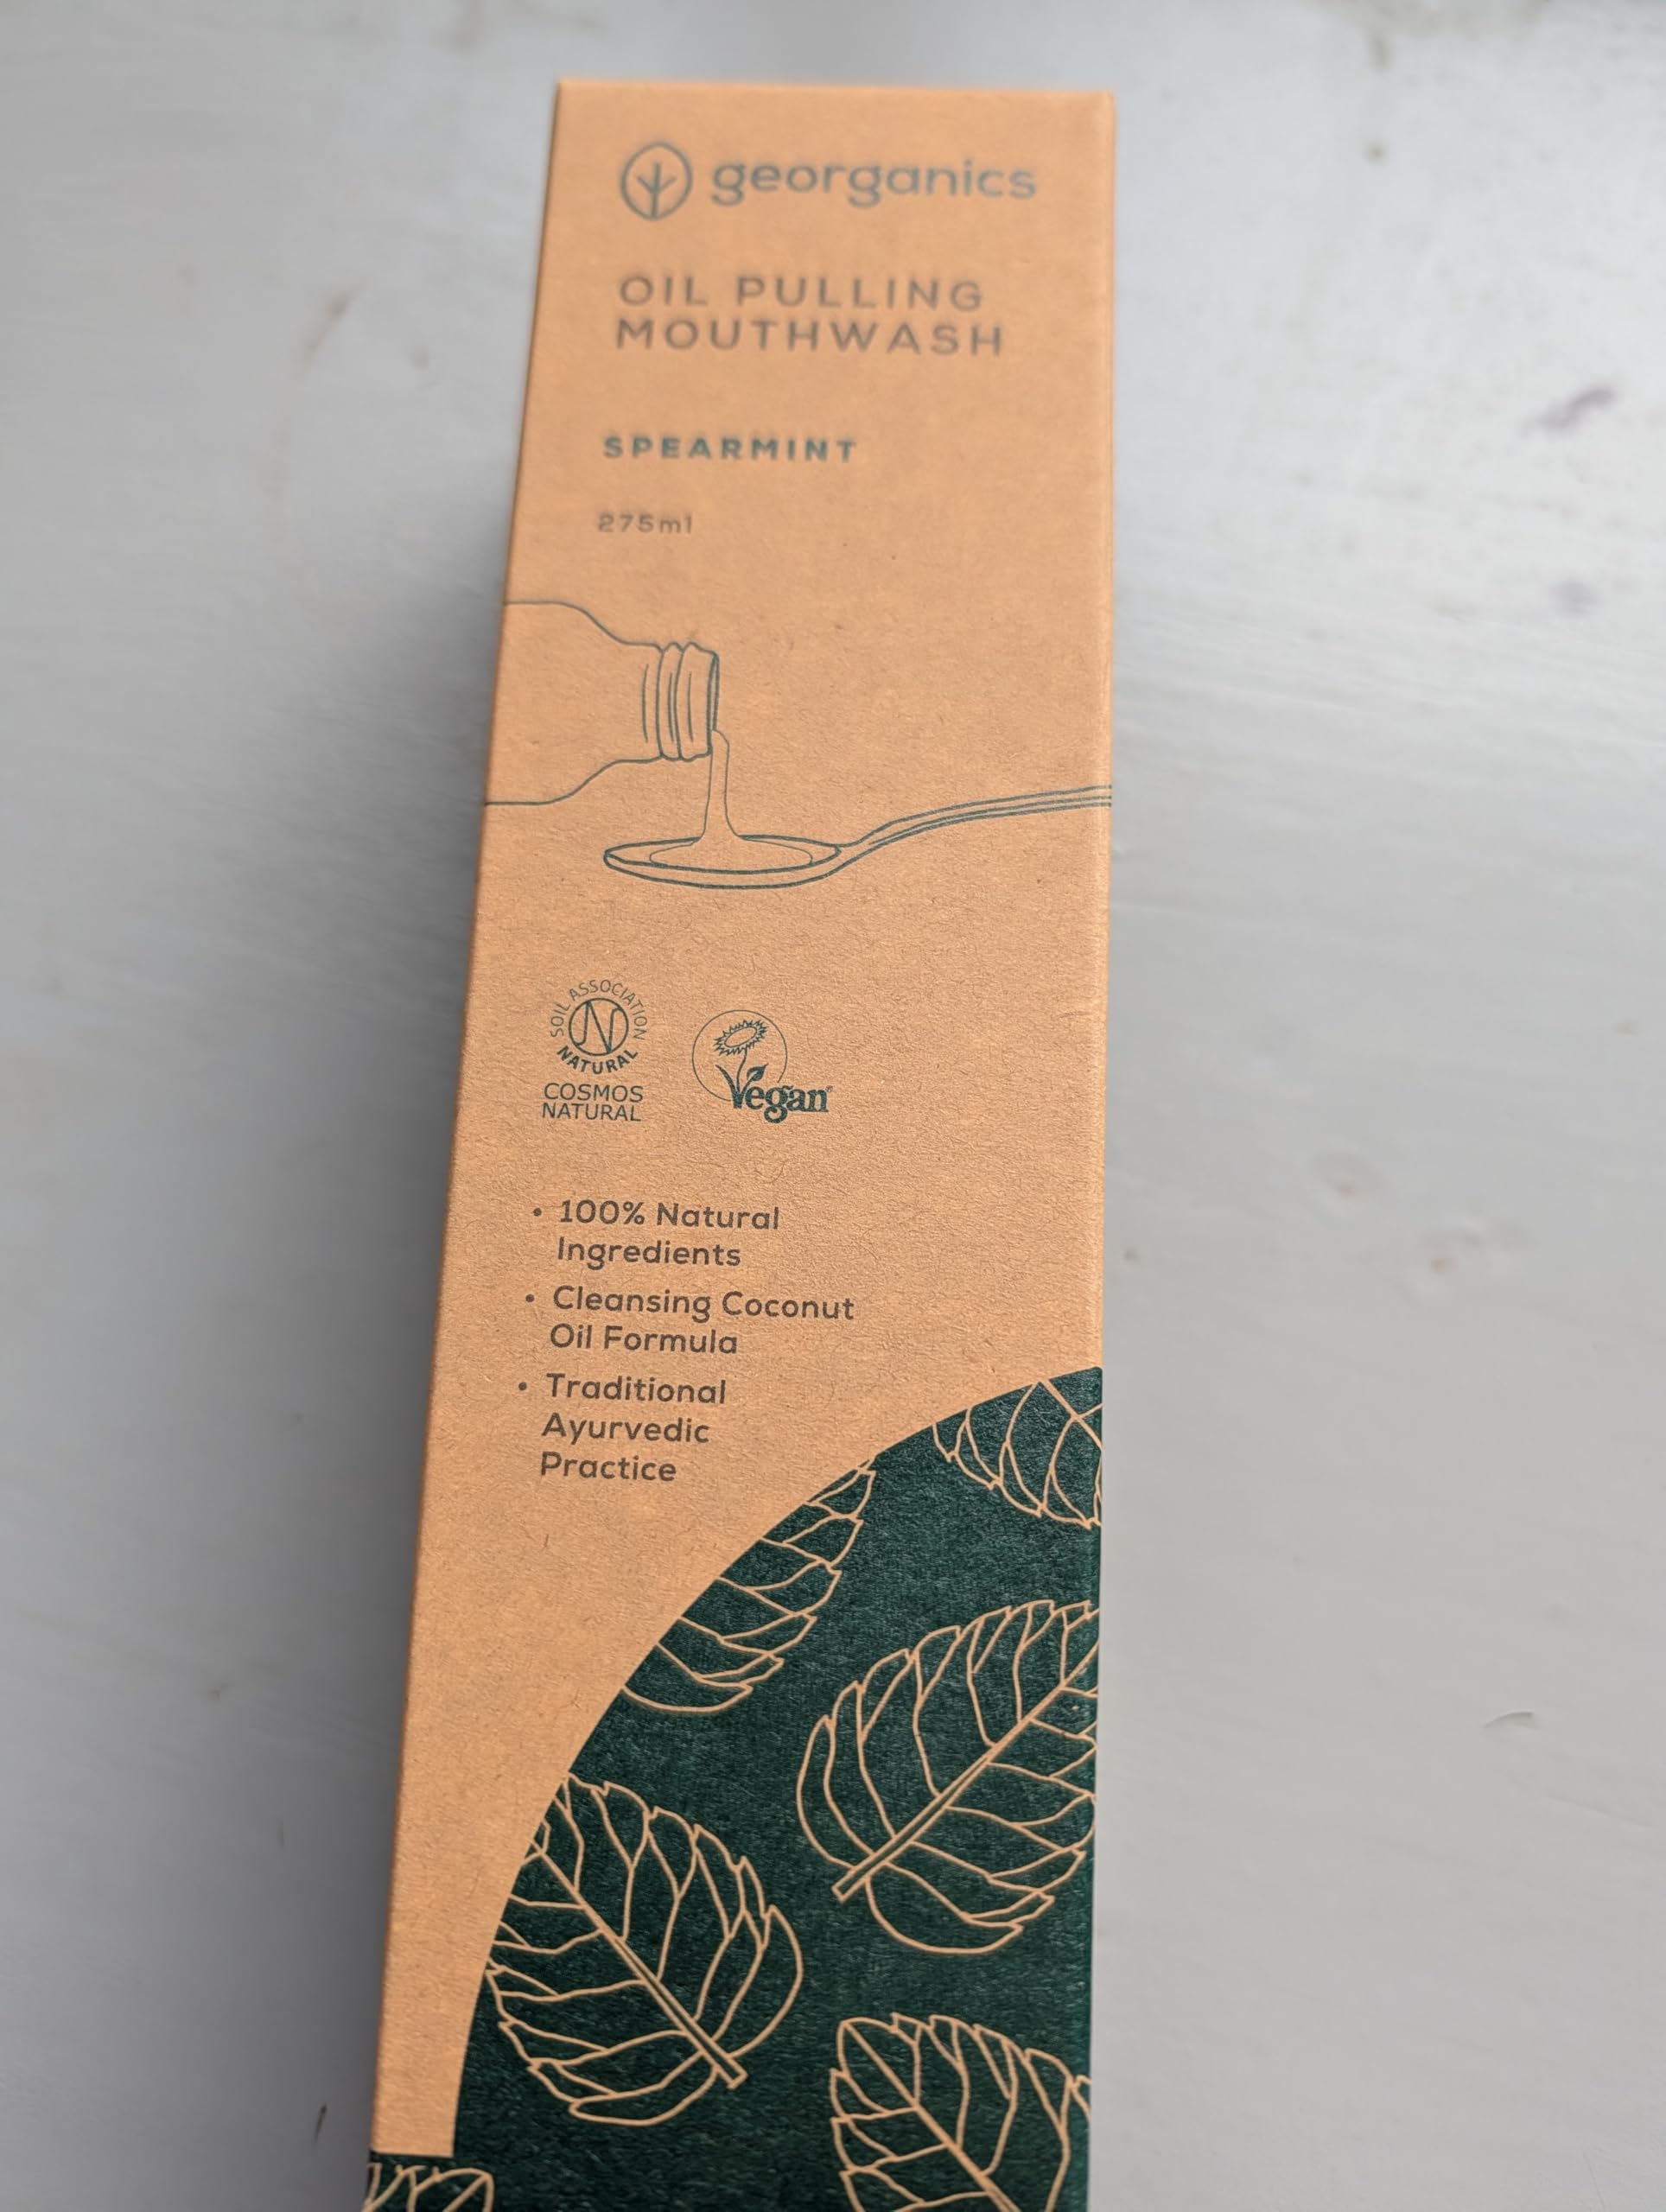 georganics
OIL PULLING
MOUTHWASH
SPEARMINT
275ml
SOIL ASSOCIATION
N
NATURAL
COSMOS
NATURAL
Vegan®
• 100% Natural
Ingredients
• Cleansing Coconut
Oil Formula
• Traditional
Ayurvedic
Practice